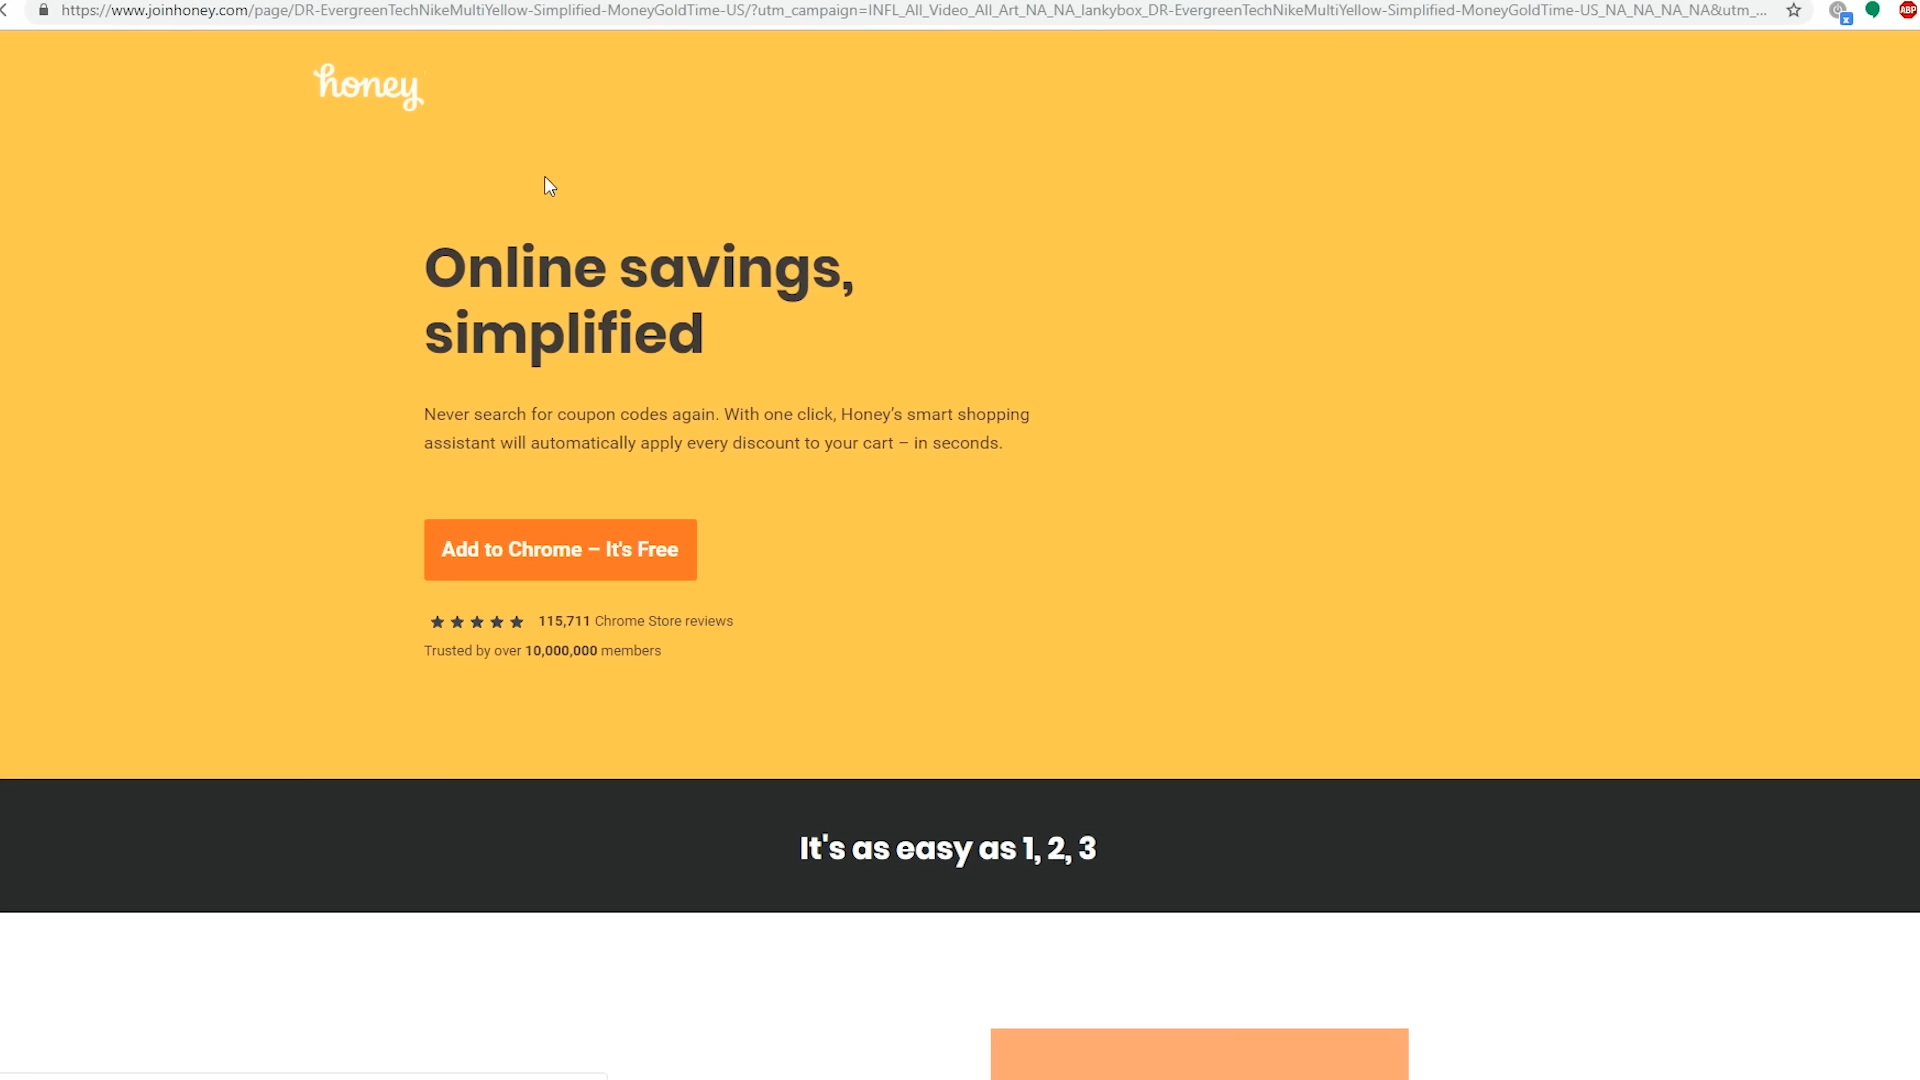 https://www.joinhoney.com/page/DR-EvergreenTechNikeMultiYellow-Simplified-MoneyGoldTime-US/?utm_campaign=INFL_All_Video_All_Art_NA_NA_lankybox_DR-EvergreenTechNikeMultiYellow-Simplified-MoneyGoldTime-US_NA_NA_NA_NA&utm_...
ABP
honey
Online savings,
simplified
Never search for coupon codes again. With one click, Honey’s smart shopping
assistant will automatically apply every discount to your cart – in seconds.
Add to Chrome – It's Free
115,711 Chrome Store reviews
Trusted by over 10,000,000 members
It's as easy as 1, 2, 3